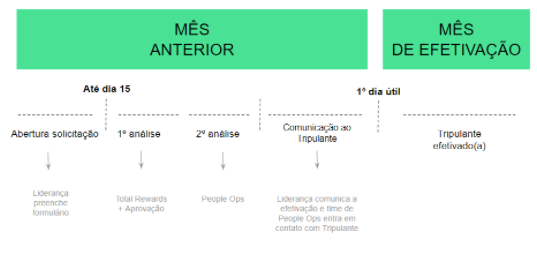 MÊS
ANTERIOR
MÊS
DE EFETIVAÇÃO
Até dia 15
1º dia útil
Abertura solicitação
1º análise
2º análise
Comunicação ao
Tripulante
Tripulante
efetivado(a)
Liderança
preenche
formulário
Total Rewards
+ Aprovação
People Ops
Liderança comunica a
efetivação e time de
People Ops entra em
contato com Tripulante